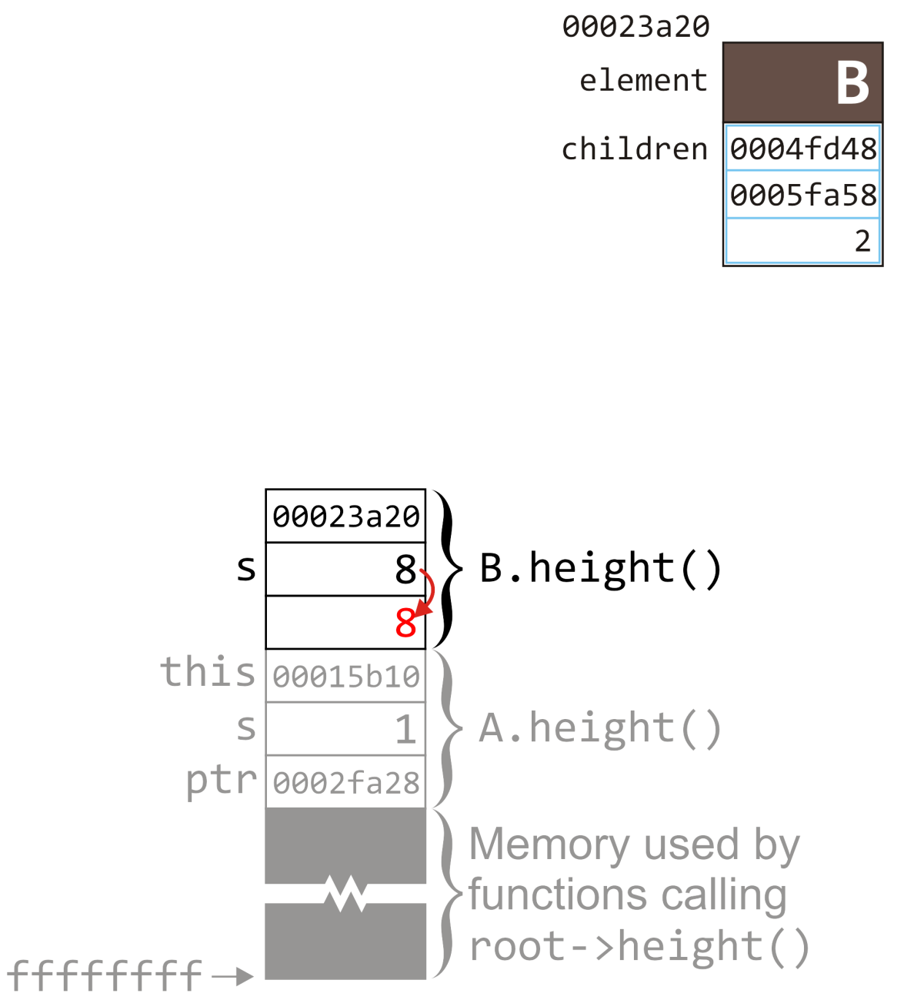 00023a20
element B
children 0004fd48
0005fa58
2
00023a20
s 8 B.height()
8
this 00015b10
s 1 A.height()
ptr 0002fa28
Memory used by
functions calling
root->height()
ffffffff